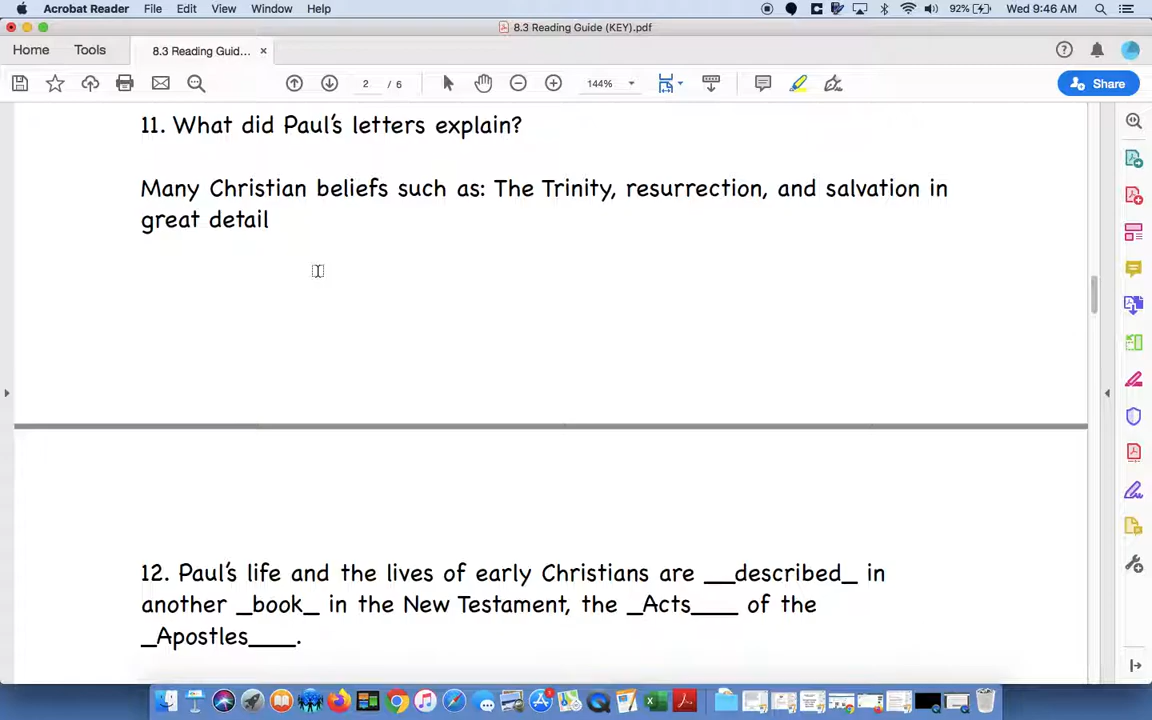 Acrobat Reader File Edit View Window Help 92% Wed 9:46 AM
8.3 Reading Guide (KEY).pdf
Home Tools 8.3 Reading Guid... ×
2 / 6 144% Share
11. What did Paul's letters explain?
Many Christian beliefs such as: The Trinity, resurrection, and salvation in
great detail
12. Paul's life and the lives of early Christians are __described_ in
another _book_ in the New Testament, the _Acts____ of the
_Apostles____.